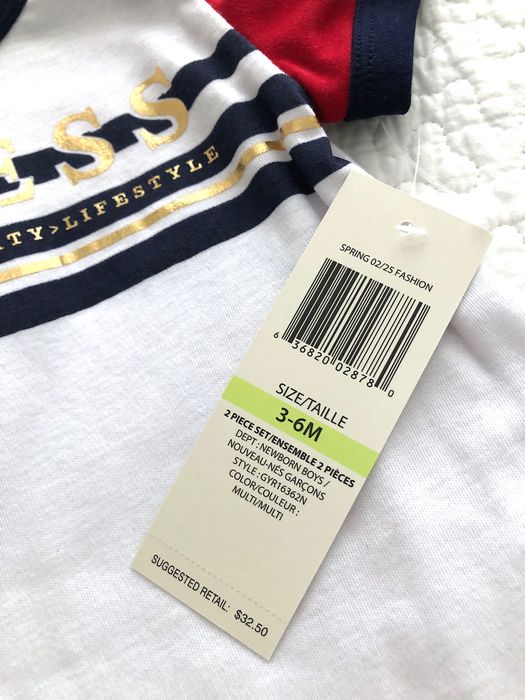 ESS
ITY>LIFESTYLE
SPRING 02/25 FASHION
6 36820 02878 0
SIZE/TAILLE
3-6M
2 PIECE SET/ENSEMBLE 2 PIÈCES
DEPT : NEWBORN BOYS /
NOUVEAU-NÉS GARÇONS
STYLE : GYR16362N
COLOR/COULEUR :
MULTI/MULTI
SUGGESTED RETAIL: $32.50